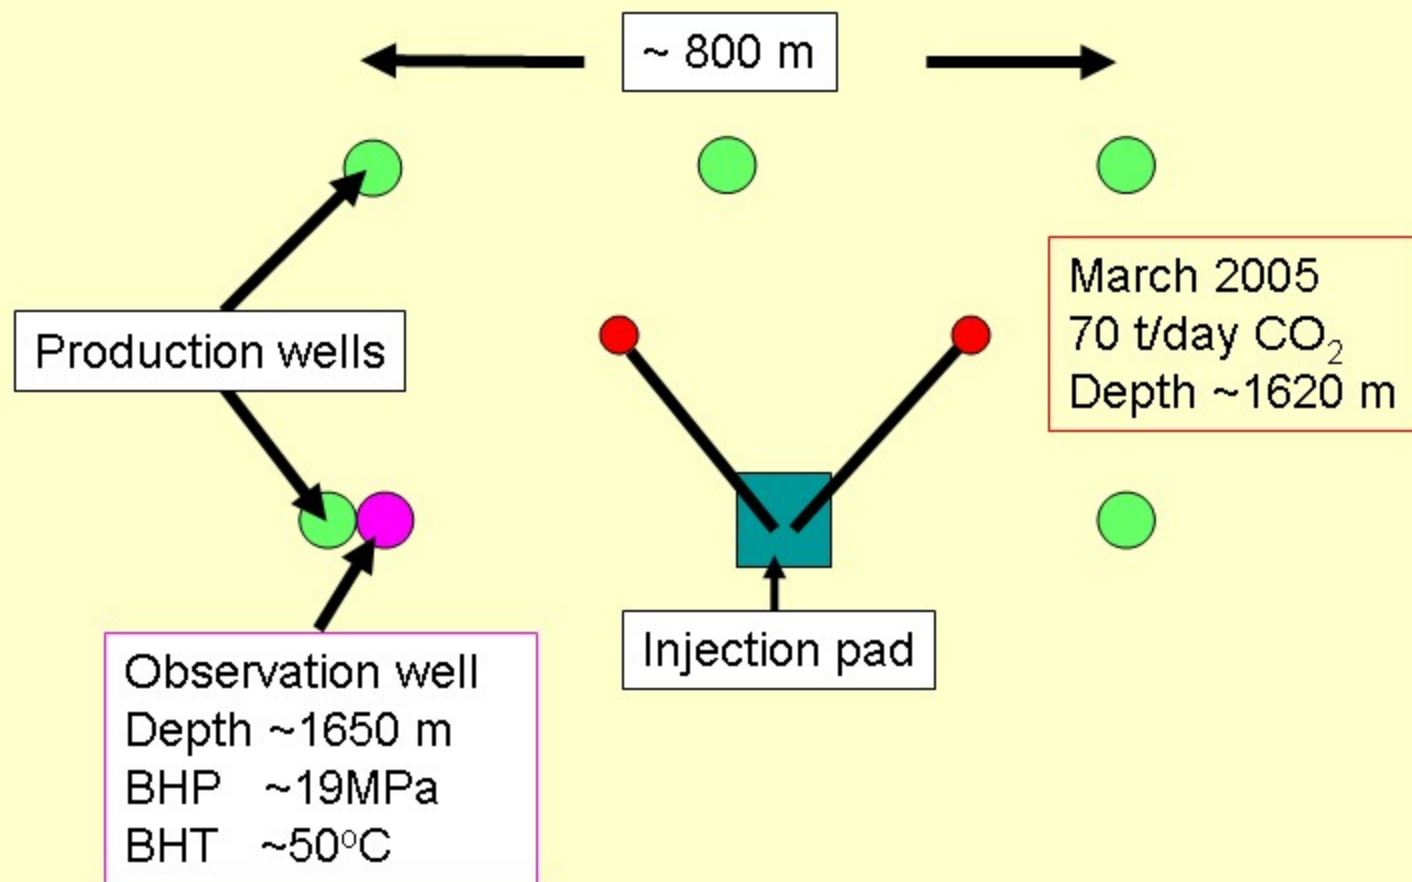 ~ 800 m
March 2005
70 t/day CO₂
Depth ~1620 m
Production wells
Injection pad
Observation well
Depth ~1650 m
BHP ~19MPa
BHT ~50°C